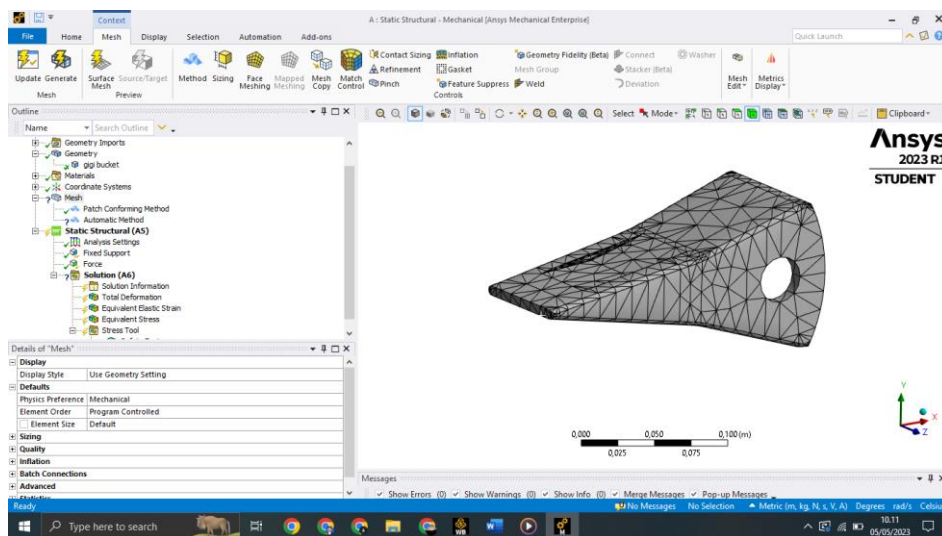 Context
A : Static Structural - Mechanical [Ansys Mechanical Enterprise]
File Home Mesh Display Selection Automation Add-ons
Quick Launch
Update Generate Surface Mesh Source/Target Method Sizing Face Meshing Mapped Meshing Mesh Copy Match Control
Contact Sizing Inflation Geometry Fidelity (Beta) Connect Washer
Refinement Gasket Mesh Group Stacker (Beta)
Pinch Feature Suppress Weld Deviation
Mesh Edit Metrics Display
Mesh Preview Controls
Outline
Name Search Outline
Select Mode Clipboard
Geometry Imports
Geometry
gigi bucket
Materials
Coordinate Systems
Mesh
Patch Conforming Method
Automatic Method
Static Structural (A5)
Analysis Settings
Fixed Support
Force
Solution (A6)
Solution Information
Total Deformation
Equivalent Elastic Strain
Equivalent Stress
Stress Tool
Ansys
2023 R1
STUDENT
Details of "Mesh"
Display
Display Style Use Geometry Setting
Defaults
Physics Preference Mechanical
Element Order Program Controlled
Element Size Default
Sizing
Quality
Inflation
Batch Connections
Advanced
Statistics
0,000 0,050 0,100 (m)
0,025 0,075
Y
X
Z
Messages
Show Errors (0) Show Warnings (0) Show Info (0) Merge Messages Pop-up Messages
Ready
No Messages No Selection Metric (m, kg, N, s, V, A) Degrees rad/s Celsiu
Type here to search
10.11
05/05/2023